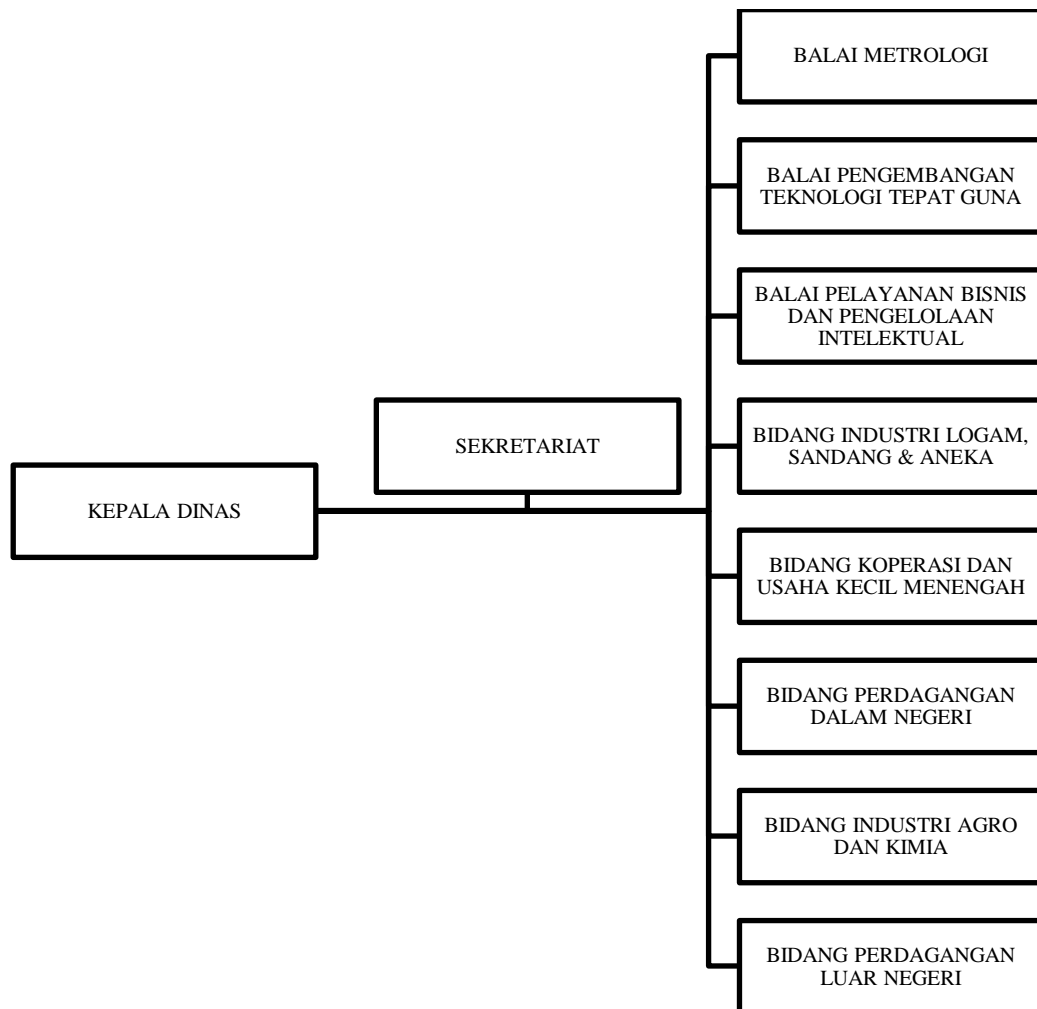 BALAI METROLOGI
BALAI PENGEMBANGAN
TEKNOLOGI TEPAT GUNA
BALAI PELAYANAN BISNIS
DAN PENGELOLAAN
INTELEKTUAL
SEKRETARIAT
BIDANG INDUSTRI LOGAM,
SANDANG & ANEKA
KEPALA DINAS
BIDANG KOPERASI DAN
USAHA KECIL MENENGAH
BIDANG PERDAGANGAN
DALAM NEGERI
BIDANG INDUSTRI AGRO
DAN KIMIA
BIDANG PERDAGANGAN
LUAR NEGERI